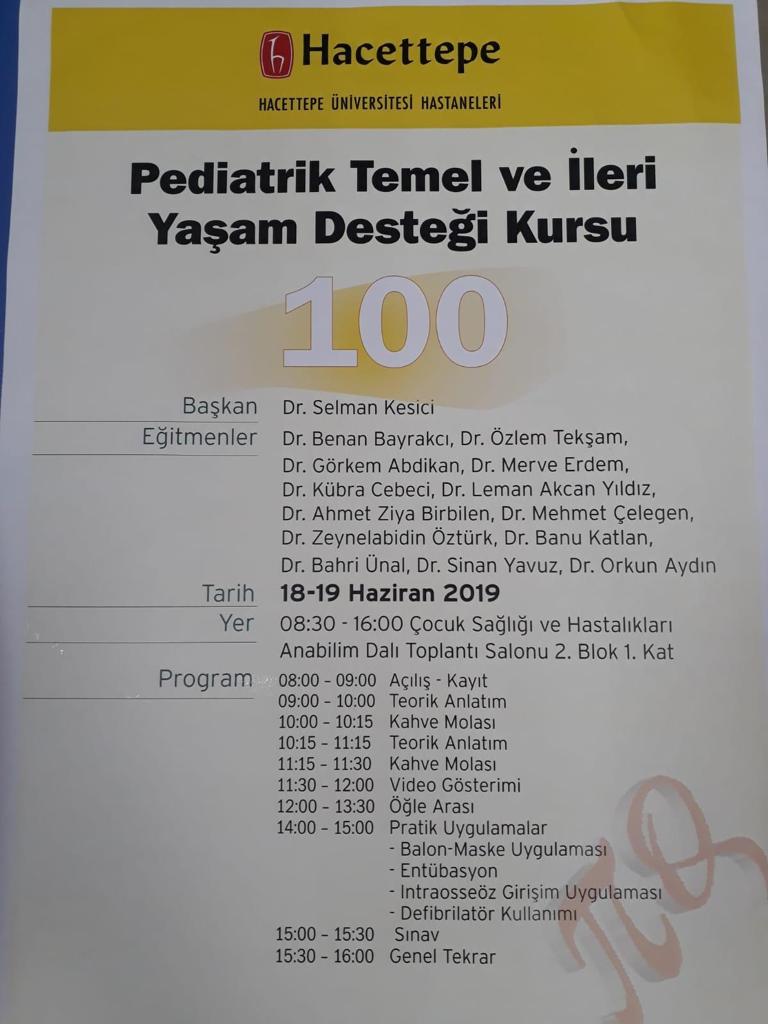 Hacettepe
HACETTEPE ÜNİVERSİTESİ HASTANELERİ
Pediatrik Temel ve İleri
Yaşam Desteği Kursu
100
Başkan Dr. Selman Kesici
Eğitmenler Dr. Benan Bayrakcı, Dr. Özlem Tekşam,
Dr. Görkem Abdikan, Dr. Merve Erdem,
Dr. Kübra Cebeci, Dr. Leman Akcan Yıldız,
Dr. Ahmet Ziya Birbilen, Dr. Mehmet Çelegen,
Dr. Zeynelabidin Öztürk, Dr. Banu Katlan,
Dr. Bahri Ünal, Dr. Sinan Yavuz, Dr. Orkun Aydın
Tarih 18-19 Haziran 2019
Yer 08:30 - 16:00 Çocuk Sağlığı ve Hastalıkları
Anabilim Dalı Toplantı Salonu 2. Blok 1. Kat
Program 08:00 - 09:00 Açılış - Kayıt
09:00 - 10:00 Teorik Anlatım
10:00 - 10:15 Kahve Molası
10:15 - 11:15 Teorik Anlatım
11:15 - 11:30 Kahve Molası
11:30 - 12:00 Video Gösterimi
12:00 - 13:30 Öğle Arası
14:00 - 15:00 Pratik Uygulamalar
- Balon-Maske Uygulaması
- Entübasyon
- Intraosseöz Girişim Uygulaması
- Defibrilatör Kullanımı
15:00 - 15:30 Sınav
15:30 - 16:00 Genel Tekrar